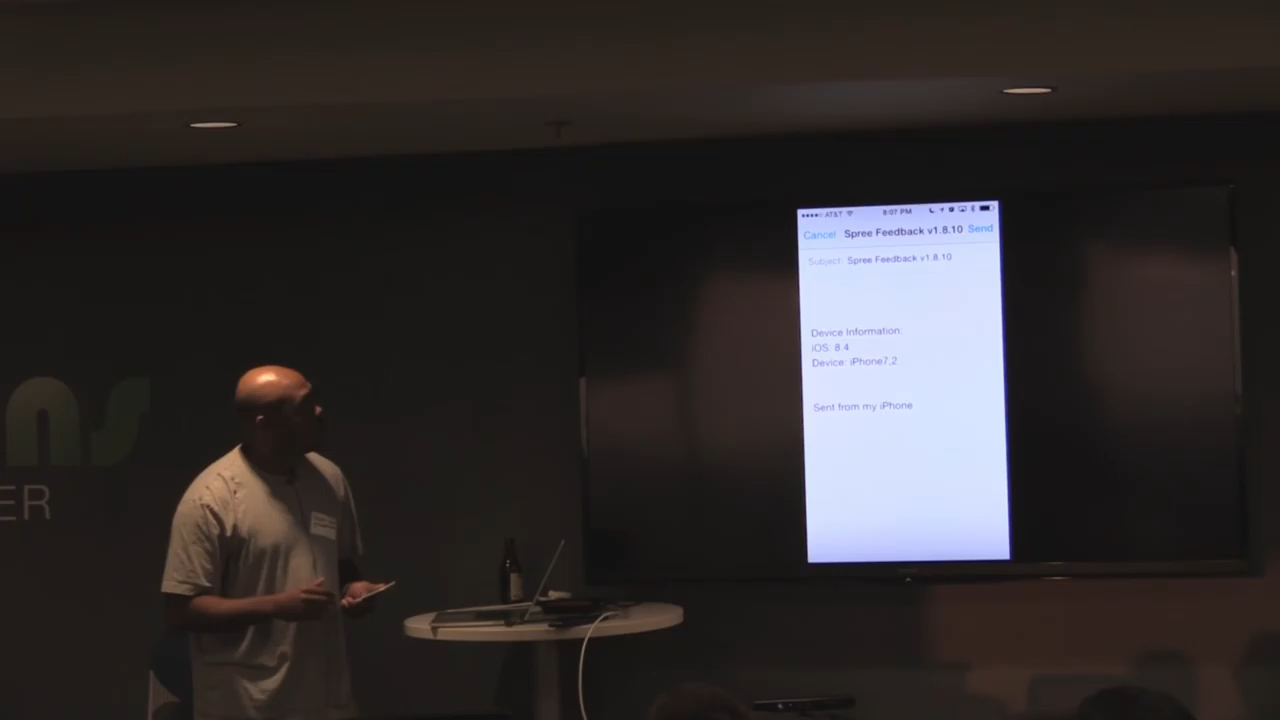 AT&T 8:07 PM
Cancel Spree Feedback v1.8.10 Send
Subject: Spree Feedback v1.8.10
Device Information:
iOS: 8.4
Device: iPhone7,2
Sent from my iPhone
ns
ER